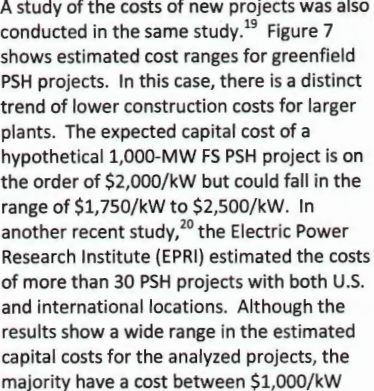 A study of the costs of new projects was also
conducted in the same study.19 Figure 7
shows estimated cost ranges for greenfield
PSH projects. In this case, there is a distinct
trend of lower construction costs for larger
plants. The expected capital cost of a
hypothetical 1,000-MW FS PSH project is on
the order of $2,000/kW but could fall in the
range of $1,750/kW to $2,500/kW. In
another recent study,20 the Electric Power
Research Institute (EPRI) estimated the costs
of more than 30 PSH projects with both U.S.
and international locations. Although the
results show a wide range in the estimated
capital costs for the analyzed projects, the
majority have a cost between $1,000/kW